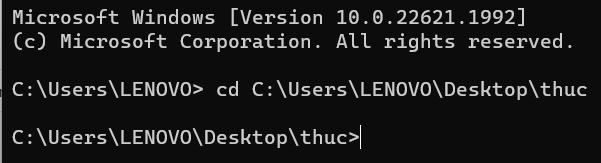 Microsoft Windows [Version 10.0.22621.1992]
(c) Microsoft Corporation. All rights reserved.
C:\Users\LENOVO> cd C:\Users\LENOVO\Desktop\thuc
C:\Users\LENOVO\Desktop\thuc>